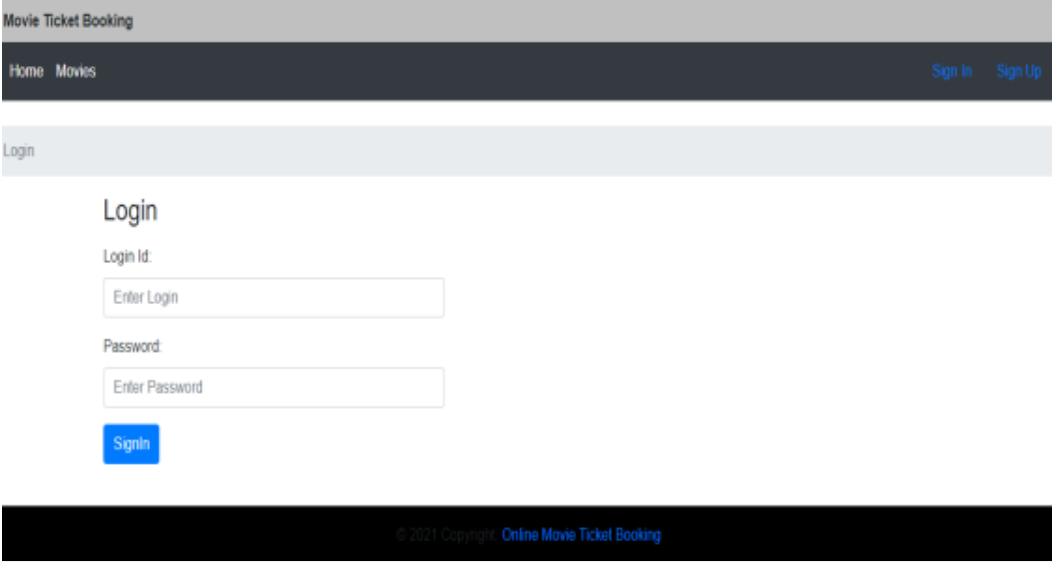 Movie Ticket Booking
Home Movies Sign In Sign Up
Login
Login
Login Id:
Enter Login
Password:
Enter Password
SignIn
© 2021 Copyright: Online Movie Ticket Booking